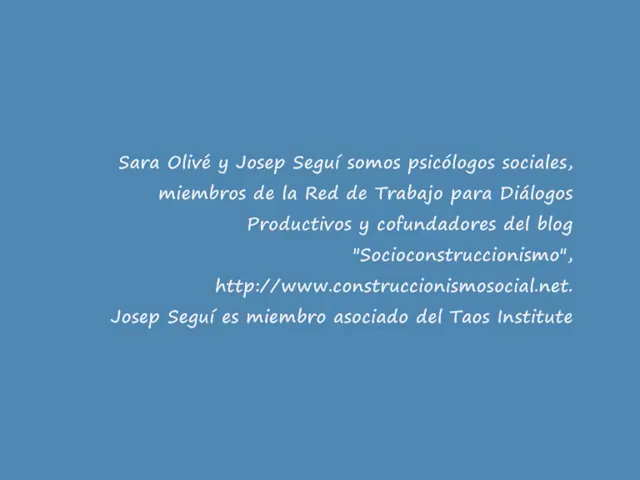 Sara Olivé y Josep Seguí somos psicólogos sociales,
miembros de la Red de Trabajo para Diálogos
Productivos y cofundadores del blog
"Socioconstruccionismo",
http://www.construccionismosocial.net.
Josep Seguí es miembro asociado del Taos Institute